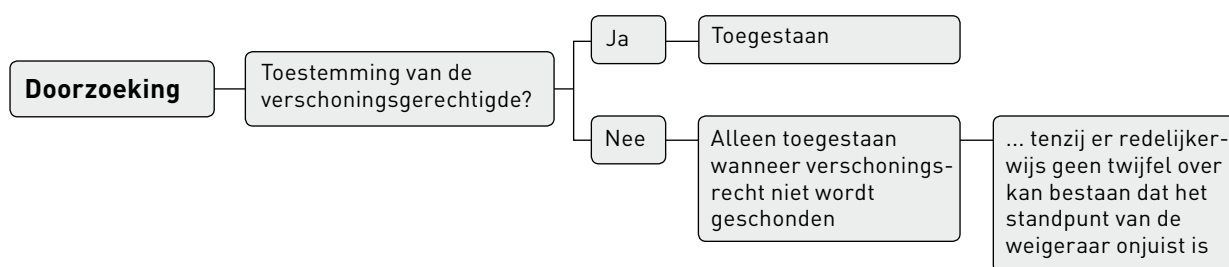 Doorzoeking
Toestemming van de
verschoningsgerechtigde?
Ja
Toegestaan
Nee
Alleen toegestaan
wanneer verschonings-
recht niet wordt
geschonden
... tenzij er redelijker-
wijs geen twijfel over
kan bestaan dat het
standpunt van de
weigeraar onjuist is